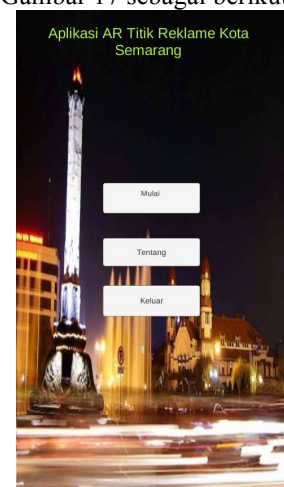 Gambar 17 sebagai berikut
Aplikasi AR Titik Reklame Kota
Semarang
Mulai
Tentang
Keluar